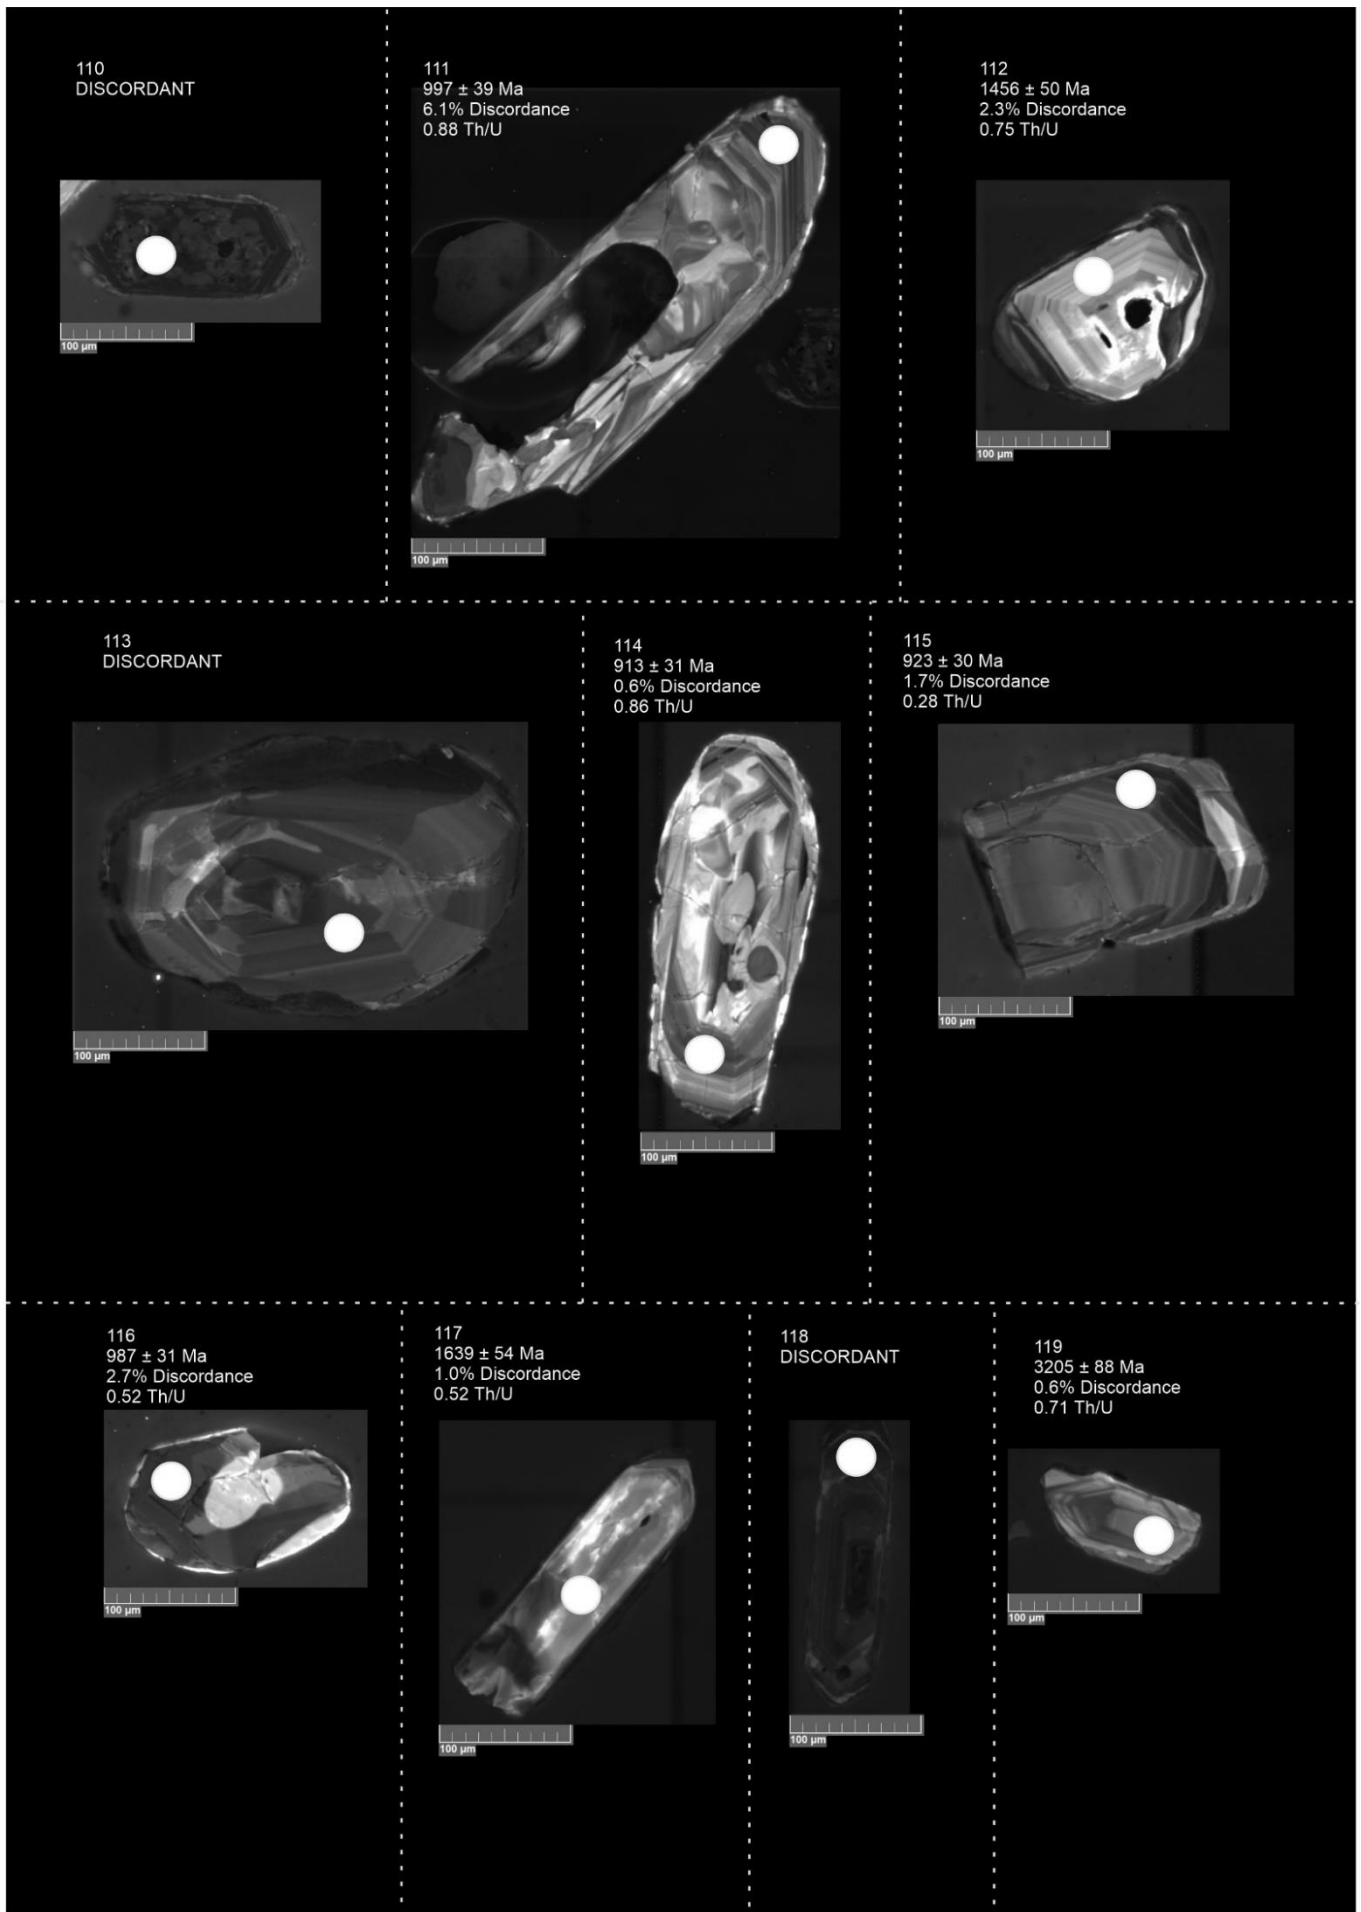 110
DISCORDANT
111
997 ± 39 Ma
6.1% Discordance
0.88 Th/U
112
1456 ± 50 Ma
2.3% Discordance
0.75 Th/U
100 µm
100 µm
100 µm
113
DISCORDANT
114
913 ± 31 Ma
0.6% Discordance
0.86 Th/U
115
923 ± 30 Ma
1.7% Discordance
0.28 Th/U
100 µm
100 µm
100 µm
116
987 ± 31 Ma
2.7% Discordance
0.52 Th/U
117
1639 ± 54 Ma
1.0% Discordance
0.52 Th/U
118
DISCORDANT
119
3205 ± 88 Ma
0.6% Discordance
0.71 Th/U
100 µm
100 µm
100 µm
100 µm